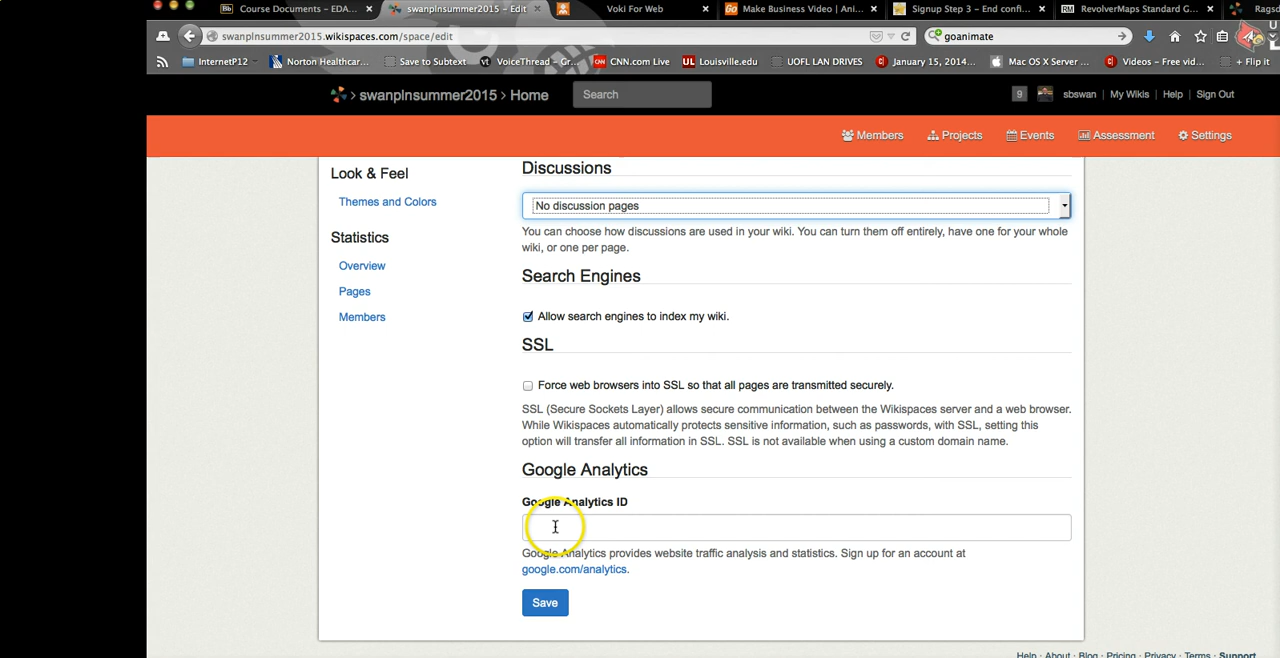 Course Documents – EDA... swanplnsummer2015 – Edit Voki For Web Make Business Video | Ani... Signup Step 3 – End confi... RevolverMaps Standard G... Ragsd
swanplnsummer2015.wikispaces.com/space/edit goanimate
InternetP12 Norton Healthcar... Save to Subtext VoiceThread – Gr... CNN.com Live Louisville.edu UOFL LAN DRIVES January 15, 2014... Mac OS X Server ... Videos – Free vid... + Flip it
> swanplnsummer2015 > Home Search 9 sbswan | My Wikis | Help | Sign Out
Members Projects Events Assessment Settings
Look & Feel
Themes and Colors
Statistics
Overview
Pages
Members
Discussions
No discussion pages
You can choose how discussions are used in your wiki. You can turn them off entirely, have one for your whole
wiki, or one per page.
Search Engines
Allow search engines to index my wiki.
SSL
Force web browsers into SSL so that all pages are transmitted securely.
SSL (Secure Sockets Layer) allows secure communication between the Wikispaces server and a web browser.
While Wikispaces automatically protects sensitive information, such as passwords, with SSL, setting this
option will transfer all information in SSL. SSL is not available when using a custom domain name.
Google Analytics
Google Analytics ID
Google Analytics provides website traffic analysis and statistics. Sign up for an account at
google.com/analytics.
Save
Help · About · Blog · Pricing · Privacy · Terms · Support